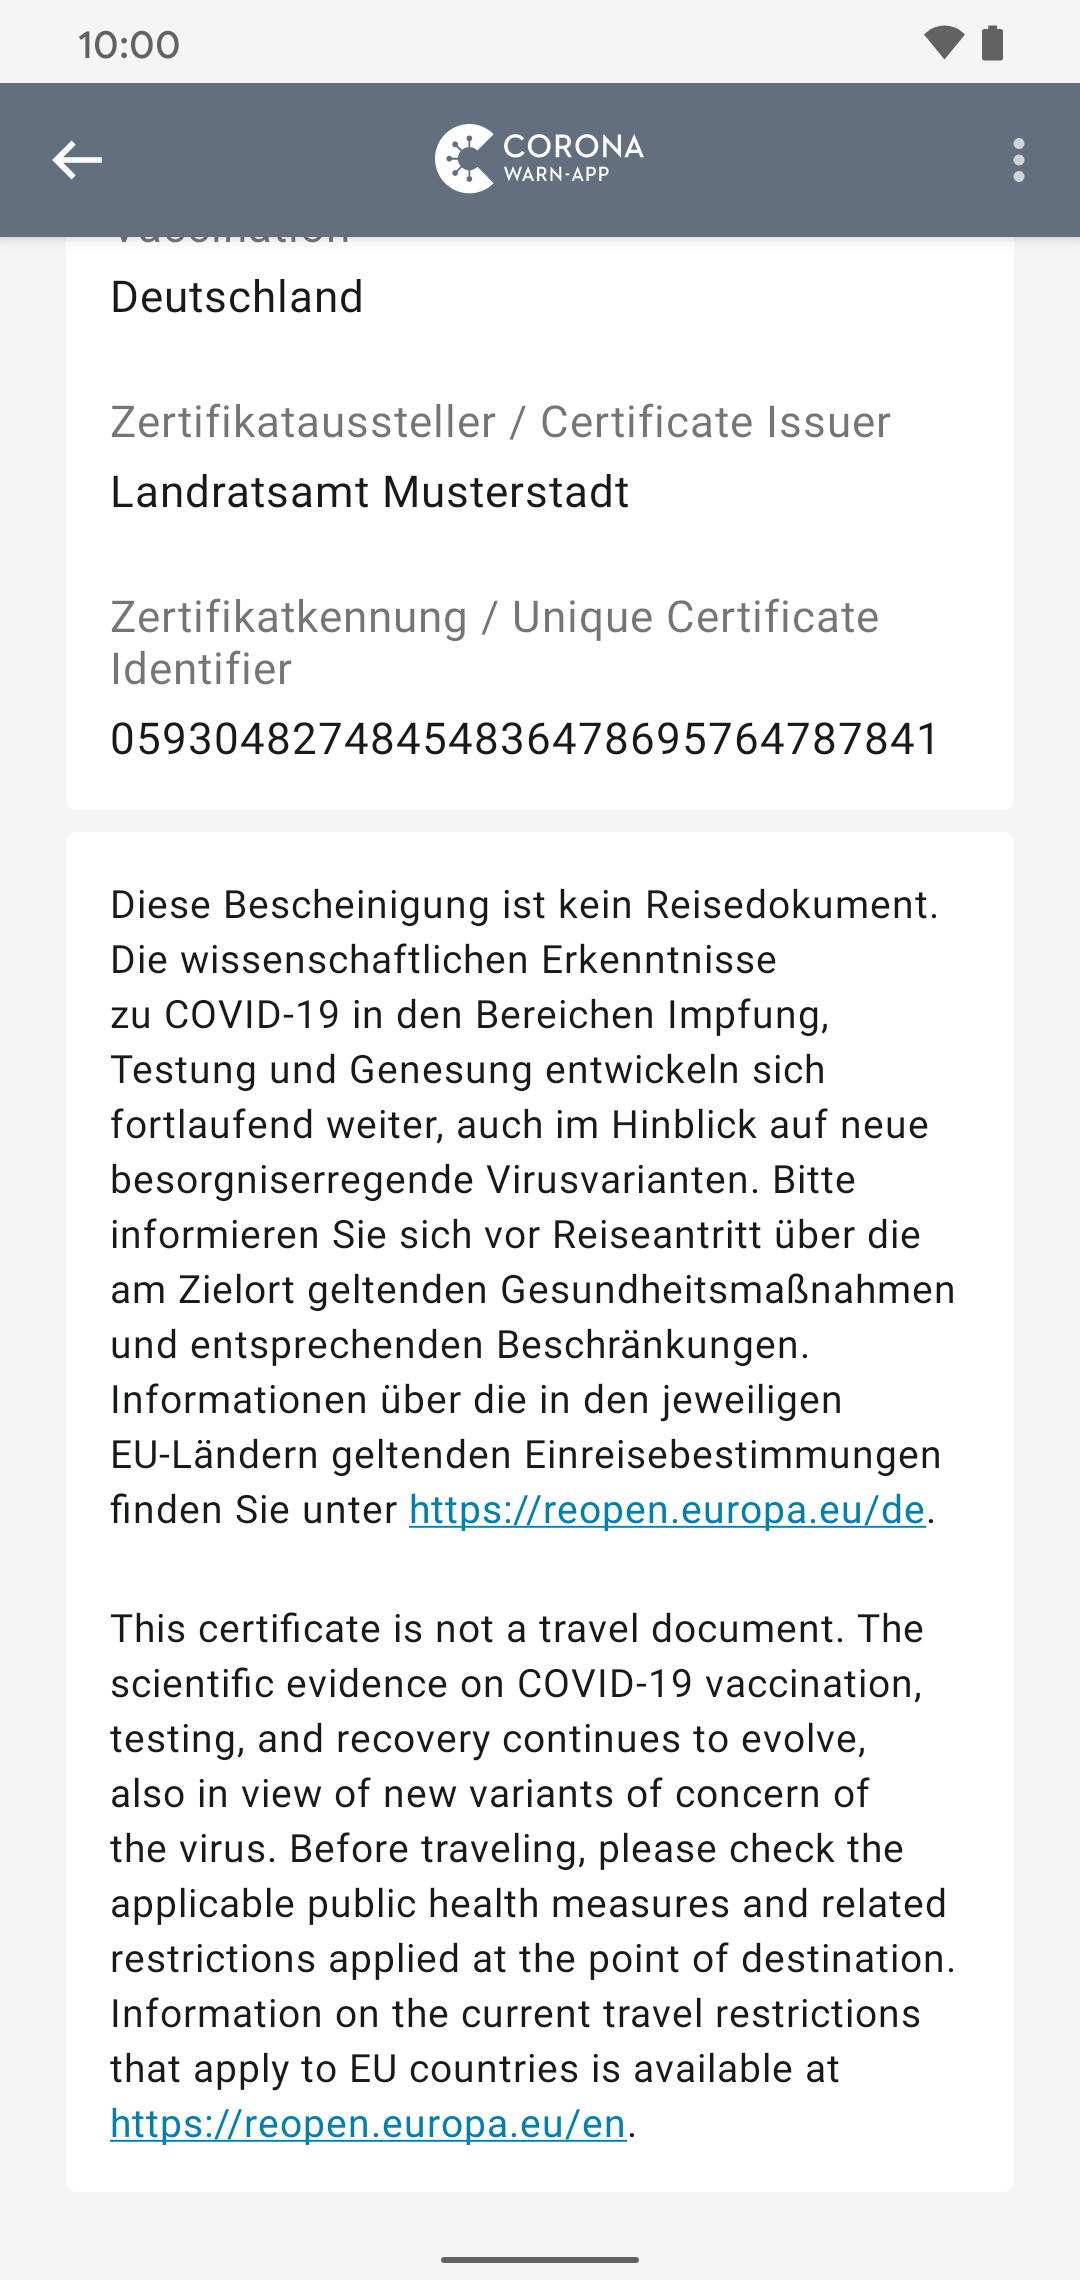 10:00
CORONA
WARN-APP
Vaccination
Deutschland
Zertifikataussteller / Certificate Issuer
Landratsamt Musterstadt
Zertifikatkennung / Unique Certificate
Identifier
05930482748454836478695764787841
Diese Bescheinigung ist kein Reisedokument.
Die wissenschaftlichen Erkenntnisse
zu COVID-19 in den Bereichen Impfung,
Testung und Genesung entwickeln sich
fortlaufend weiter, auch im Hinblick auf neue
besorgniserregende Virusvarianten. Bitte
informieren Sie sich vor Reiseantritt über die
am Zielort geltenden Gesundheitsmaßnahmen
und entsprechenden Beschränkungen.
Informationen über die in den jeweiligen
EU-Ländern geltenden Einreisebestimmungen
finden Sie unter https://reopen.europa.eu/de.
This certificate is not a travel document. The
scientific evidence on COVID-19 vaccination,
testing, and recovery continues to evolve,
also in view of new variants of concern of
the virus. Before traveling, please check the
applicable public health measures and related
restrictions applied at the point of destination.
Information on the current travel restrictions
that apply to EU countries is available at
https://reopen.europa.eu/en.